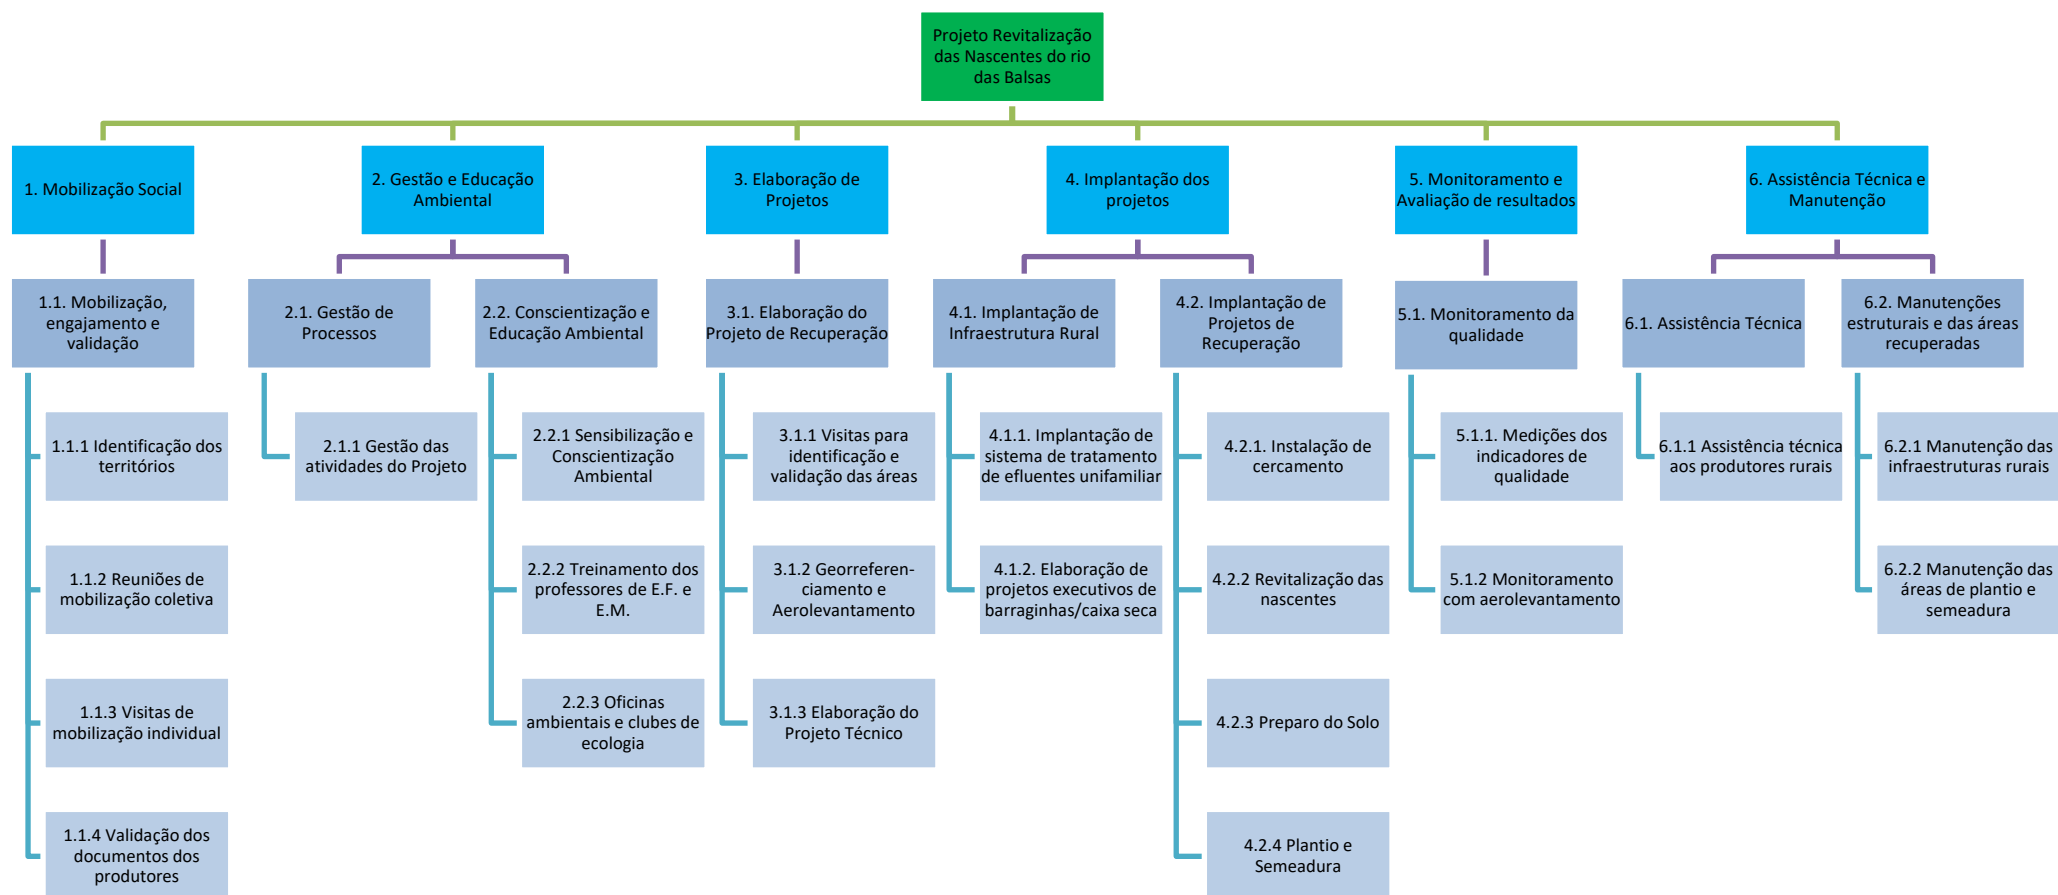 Projeto Revitalização
das Nascentes do rio
das Balsas
1. Mobilização Social
2. Gestão e Educação
Ambiental
3. Elaboração de
Projetos
4. Implantação dos
projetos
5. Monitoramento e
Avaliação de resultados
6. Assistência Técnica e
Manutenção
1.1. Mobilização,
engajamento e
validação
2.1. Gestão de
Processos
2.2. Conscientização e
Educação Ambiental
3.1. Elaboração do
Projeto de Recuperação
4.1. Implantação de
Infraestrutura Rural
4.2. Implantação de
Projetos de
Recuperação
5.1. Monitoramento da
qualidade
6.1. Assistência Técnica
6.2. Manutenções
estruturais e das áreas
recuperadas
1.1.1 Identificação dos
territórios
2.1.1 Gestão das
atividades do Projeto
2.2.1 Sensibilização e
Conscientização
Ambiental
3.1.1 Visitas para
identificação e
validação das áreas
4.1.1. Implantação de
sistema de tratamento
de efluentes unifamiliar
4.2.1. Instalação de
cercamento
5.1.1. Medições dos
indicadores de
qualidade
6.1.1 Assistência técnica
aos produtores rurais
6.2.1 Manutenção das
infraestruturas rurais
1.1.2 Reuniões de
mobilização coletiva
2.2.2 Treinamento dos
professores de E.F. e
E.M.
3.1.2 Georreferen-
ciamento e
Aerolevantamento
4.1.2. Elaboração de
projetos executivos de
barraginhas/caixa seca
4.2.2 Revitalização das
nascentes
5.1.2 Monitoramento
com aerolevantamento
6.2.2 Manutenção das
áreas de plantio e
semeadura
1.1.3 Visitas de
mobilização individual
2.2.3 Oficinas
ambientais e clubes de
ecologia
3.1.3 Elaboração do
Projeto Técnico
4.2.3 Preparo do Solo
1.1.4 Validação dos
documentos dos
produtores
4.2.4 Plantio e
Semeadura